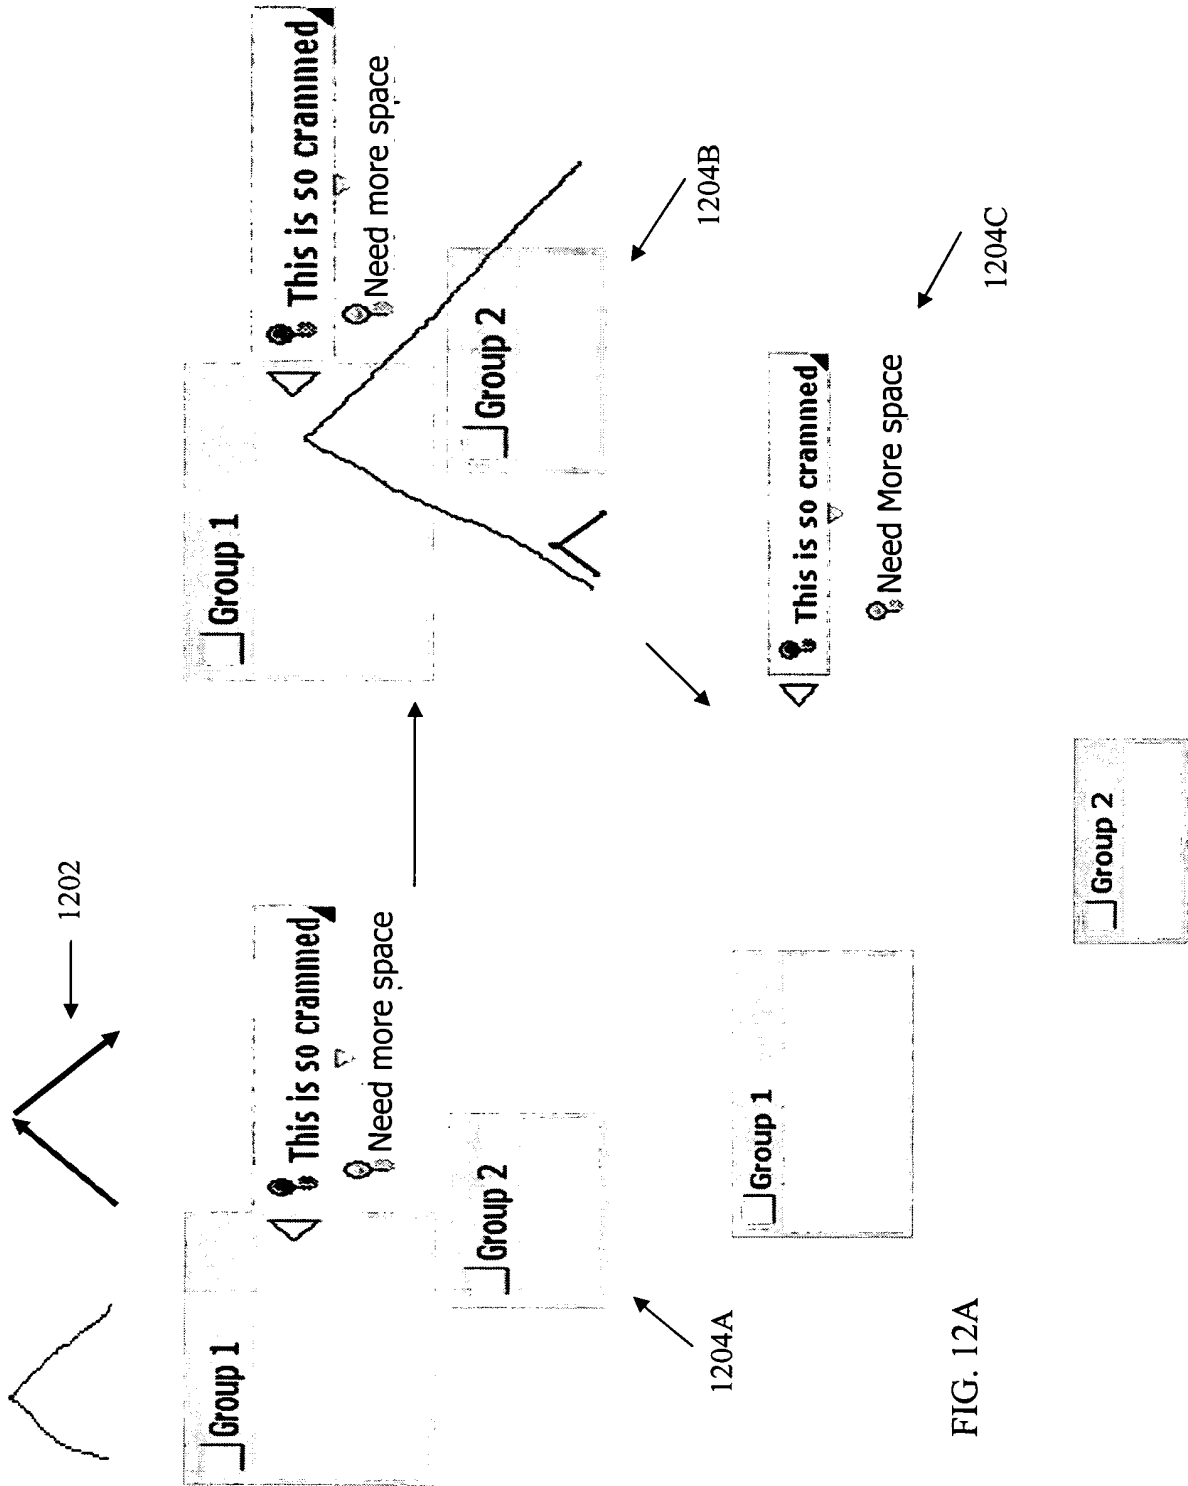 1202
Group 1
This is so crammed
Need more space
Group 2
1204A
Group 1
This is so crammed
Need more space
Group 2
1204B
Group 1
This is so crammed
Need More space
Group 2
1204C
FIG. 12A